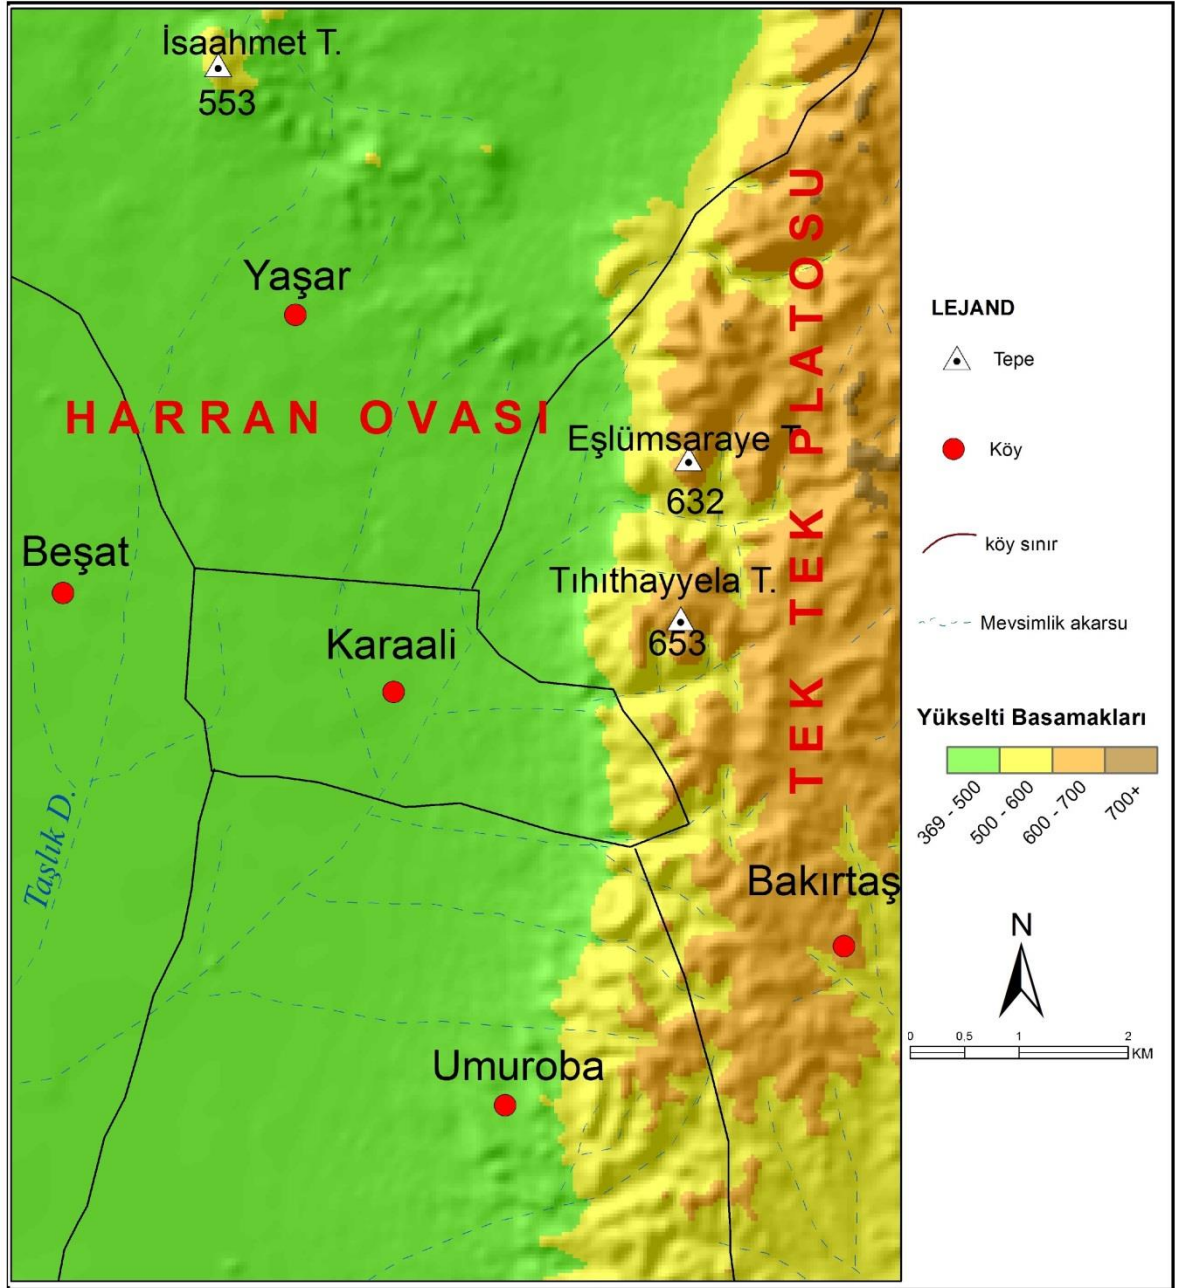 İsaahmet T.
553
Yaşar
HARRAN OVASI
TEK TEK PLATOSU
Eşlümsaraye T
632
Beşat
Tıhıthayyela T.
653
Karaali
Taşlık D.
Bakırtaş
Umuroba
LEJAND
Tepe
Köy
köy sınır
Mevsimlik akarsu
Yükselti Basamakları
369 - 500
500 - 600
600 - 700
700+
N
0 0,5 1 2
KM